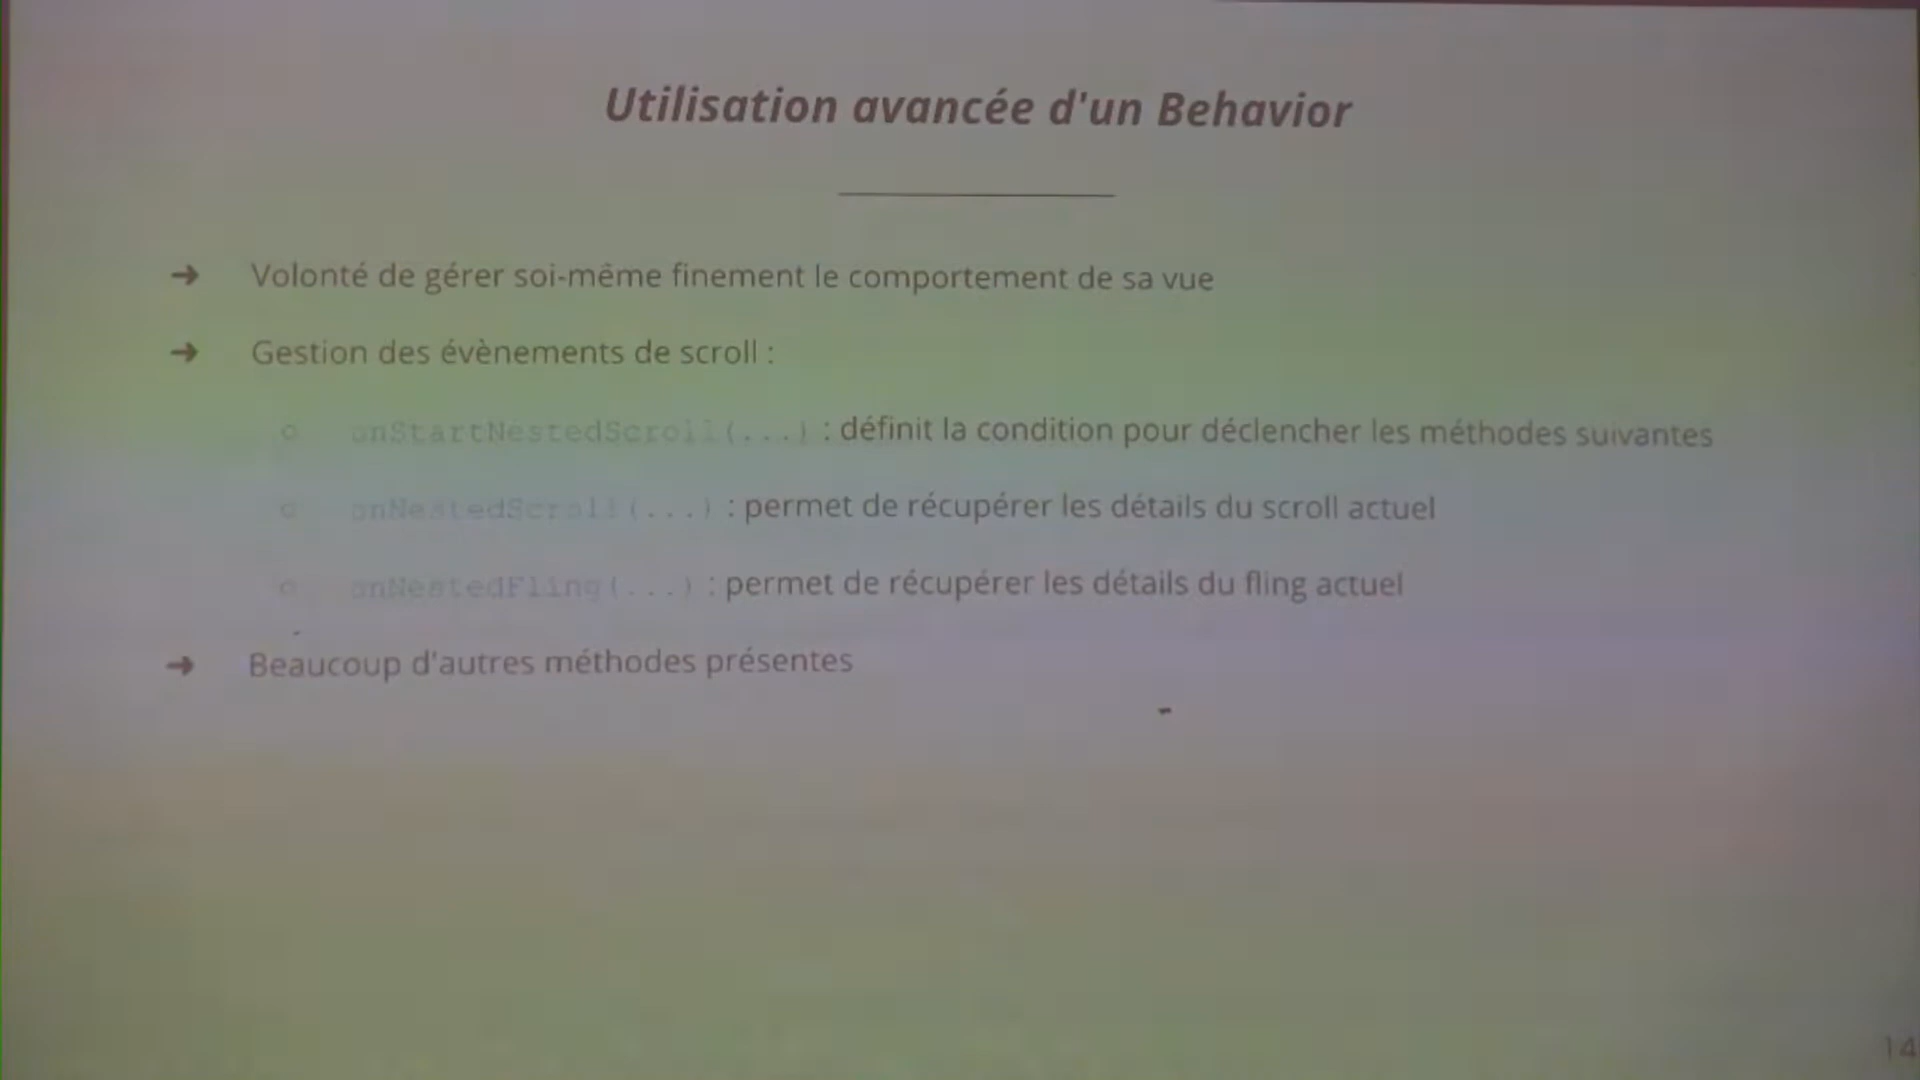 Utilisation avancée d'un Behavior
➜ Volonté de gérer soi-même finement le comportement de sa vue
➜ Gestion des évènements de scroll :
○ onStartNestedScroll(...) : définit la condition pour déclencher les méthodes suivantes
○ onNestedScroll(...) : permet de récupérer les détails du scroll actuel
○ onNestedFling(...) : permet de récupérer les détails du fling actuel
➜ Beaucoup d'autres méthodes présentes
14